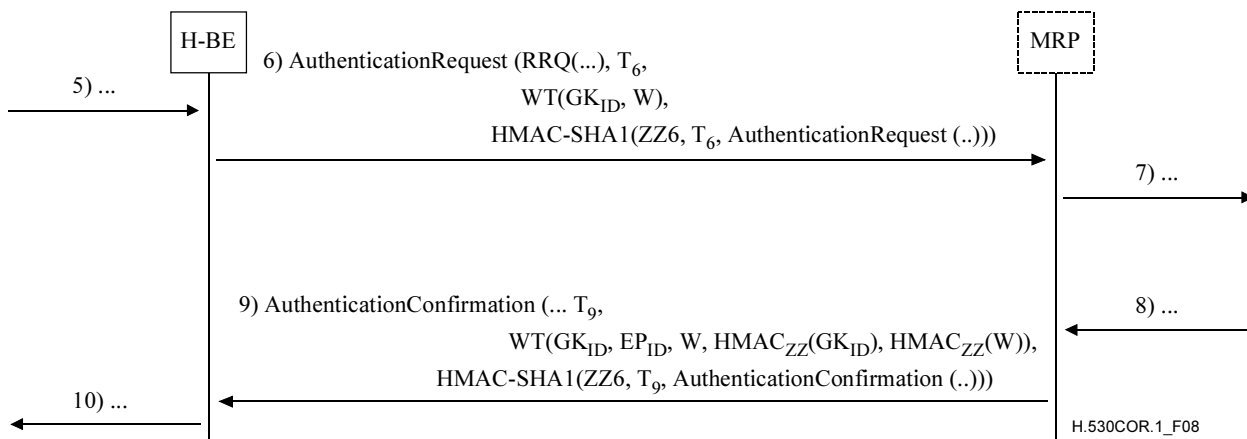 H-BE
MRP
6) AuthenticationRequest (RRQ(...), T6,
WT(GKID, W),
HMAC-SHA1(ZZ6, T6, AuthenticationRequest (..)))
5) ...
7) ...
9) AuthenticationConfirmation (... T9,
WT(GKID, EPID, W, HMACZZ(GKID), HMACZZ(W)),
HMAC-SHA1(ZZ6, T9, AuthenticationConfirmation (..)))
8) ...
10) ...
H.530COR.1_F08